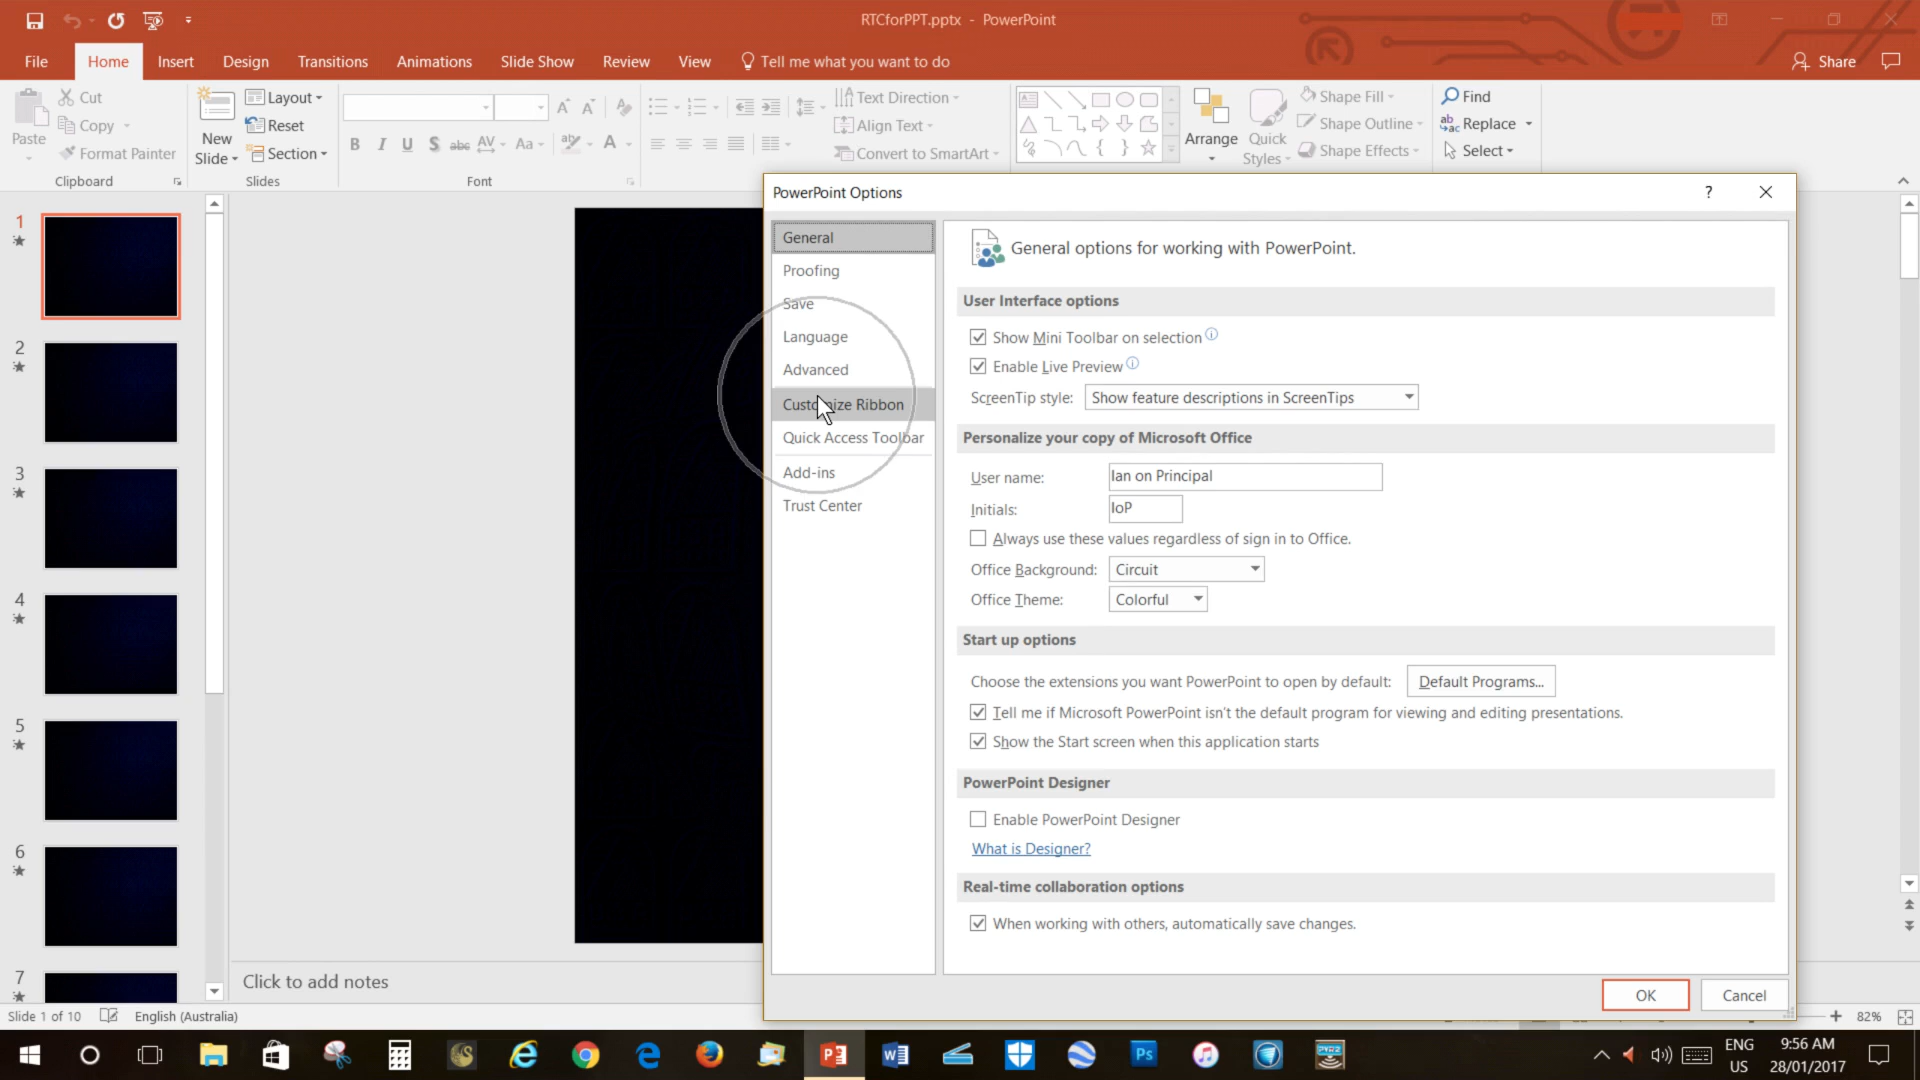 RTCforPPT.pptx - PowerPoint
File Home Insert Design Transitions Animations Slide Show Review View Tell me what you want to do Share
Paste
Cut
Copy
Format Painter
Clipboard
New
Slide
Layout
Reset
Section
Slides
B I U S abc AV Aa A
Font
Text Direction
Align Text
Convert to SmartArt
Arrange
Quick
Styles
Shape Fill
Shape Outline
Shape Effects
Find
Replace
Select
1
2
3
4
5
6
7
PowerPoint Options
General
Proofing
Save
Language
Advanced
Customize Ribbon
Quick Access Toolbar
Add-ins
Trust Center
General options for working with PowerPoint.
User Interface options
Show Mini Toolbar on selection
Enable Live Preview
ScreenTip style: Show feature descriptions in ScreenTips
Personalize your copy of Microsoft Office
User name: Ian on Principal
Initials: IoP
Always use these values regardless of sign in to Office.
Office Background: Circuit
Office Theme: Colorful
Start up options
Choose the extensions you want PowerPoint to open by default: Default Programs...
Tell me if Microsoft PowerPoint isn't the default program for viewing and editing presentations.
Show the Start screen when this application starts
PowerPoint Designer
Enable PowerPoint Designer
What is Designer?
Real-time collaboration options
When working with others, automatically save changes.
OK Cancel
Click to add notes
Slide 1 of 10 English (Australia) 82%
ENG
US
9:56 AM
28/01/2017